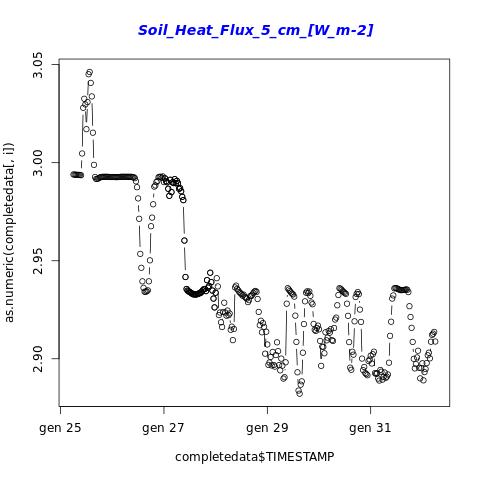 Soil_Heat_Flux_5_cm_[W_m-2]
as.numeric(completedata[, i])
3.05
3.00
2.95
2.90
gen 25
gen 27
gen 29
gen 31
completedata$TIMESTAMP